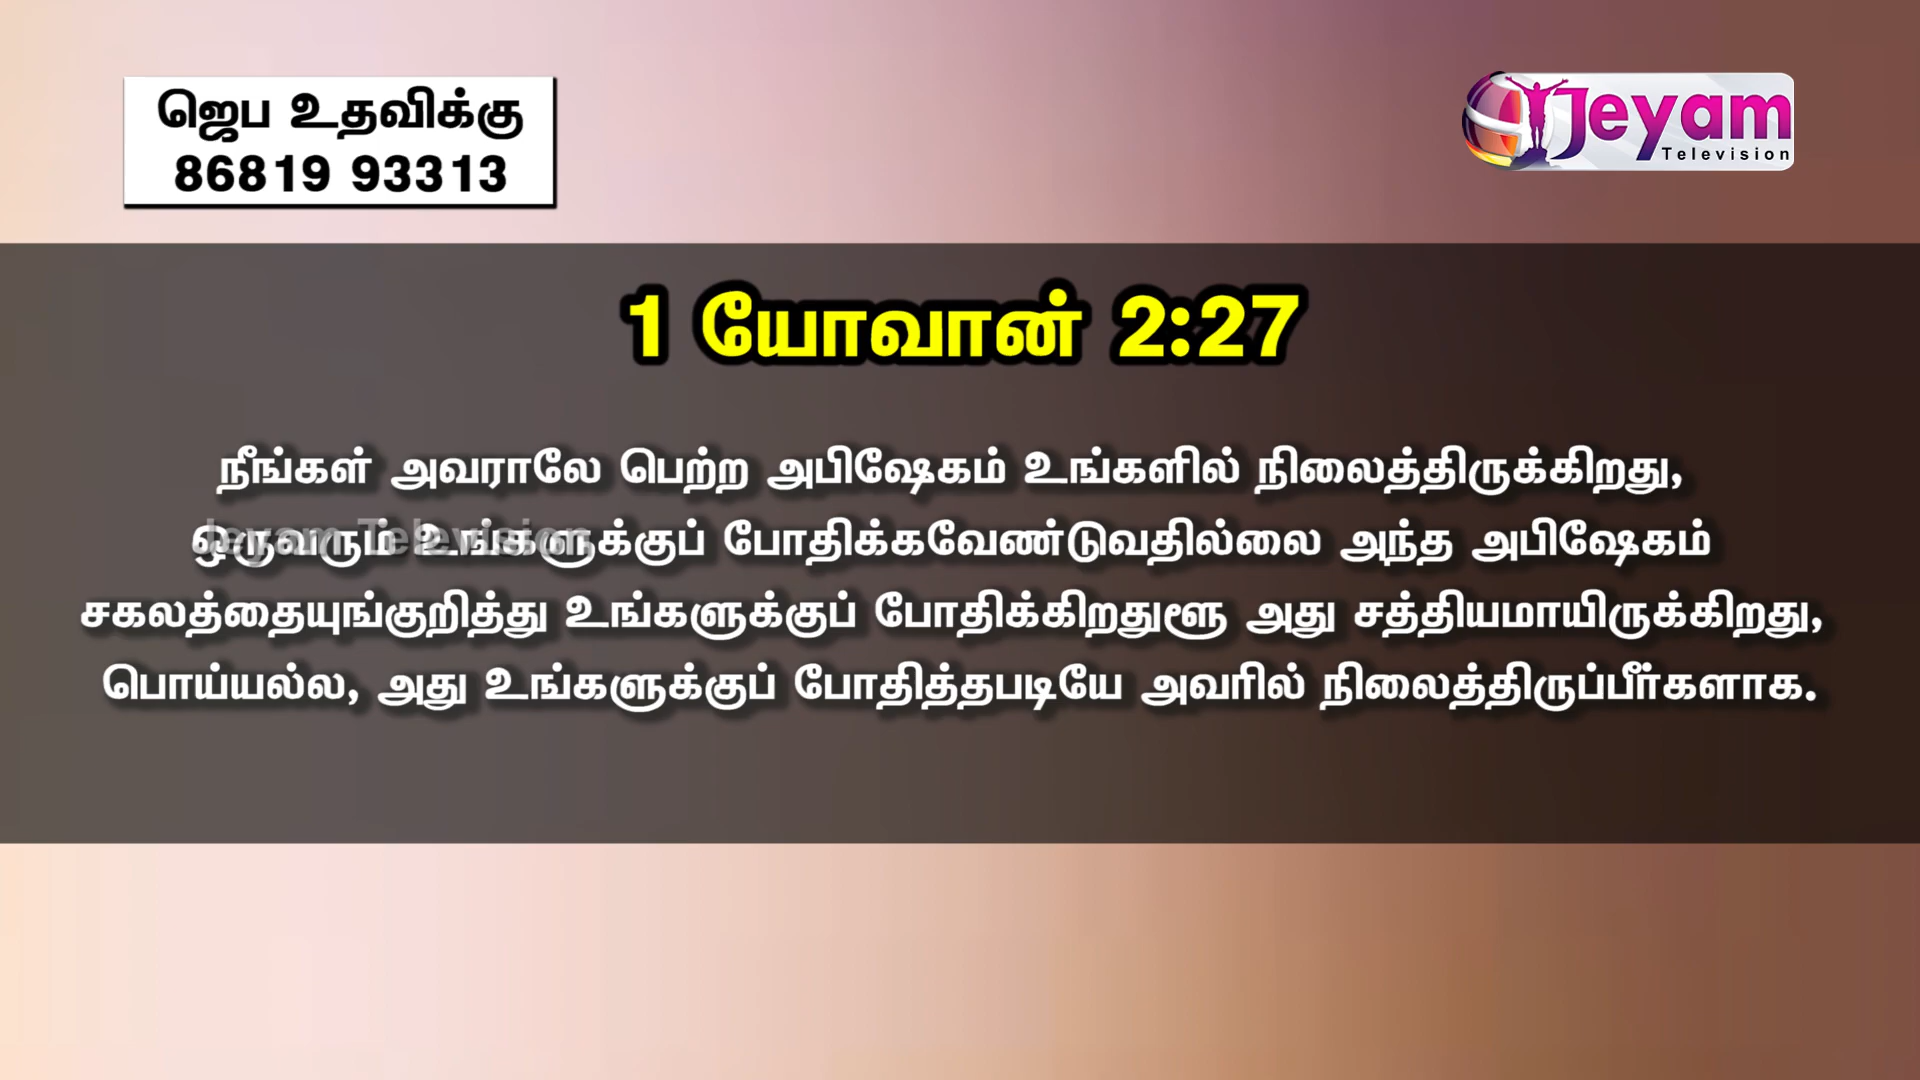 ஜெப உதவிக்கு
86819 93313
Jeyam
Television
1 யோவான் 2:27
நீங்கள் அவராலே பெற்ற அபிஷேகம் உங்களில் நிலைத்திருக்கிறது,
ஒருவரும் உங்களுக்குப் போதிக்கவேண்டுவதில்லை அந்த அபிஷேகம்
Jeyam Television
சகலத்தையுங்குறித்து உங்களுக்குப் போதிக்கிறதுளூ அது சத்தியமாயிருக்கிறது,
பொய்யல்ல, அது உங்களுக்குப் போதித்தபடியே அவரில் நிலைத்திருப்பீர்களாக.